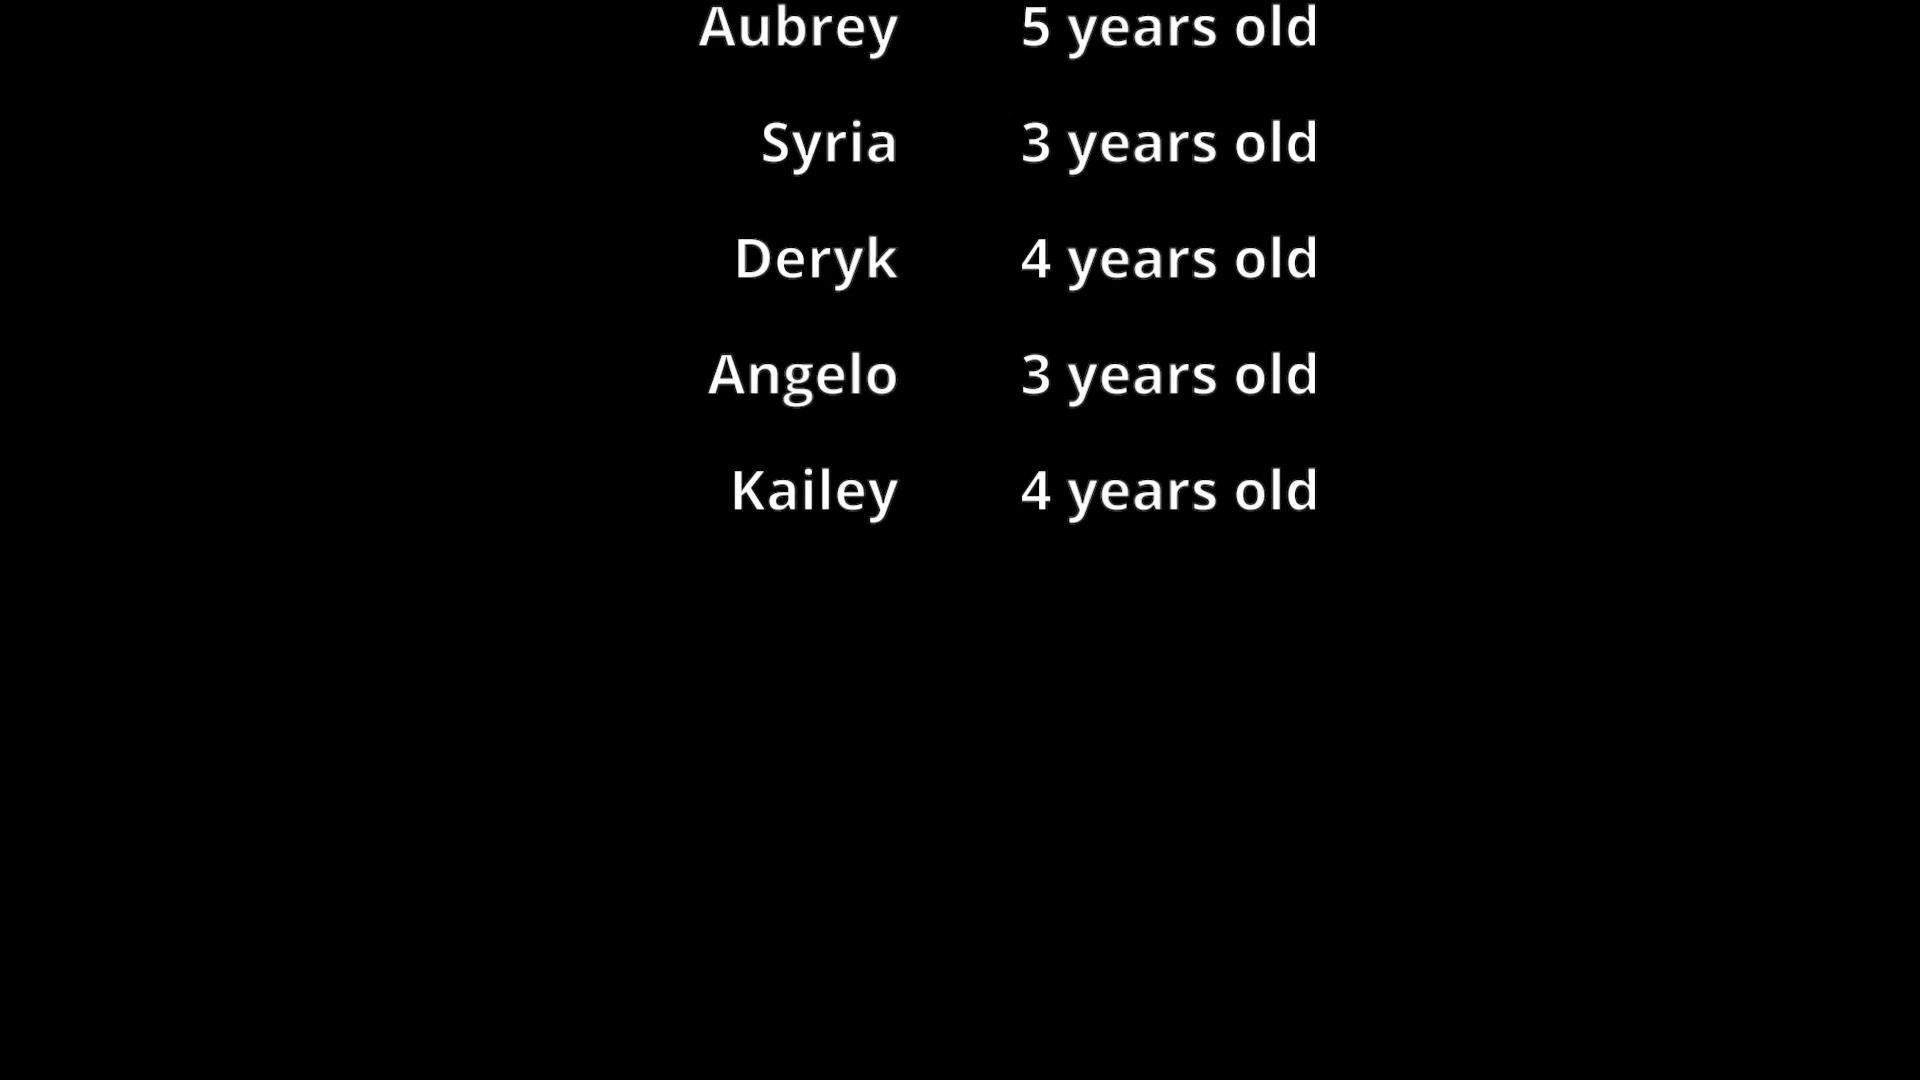 Aubrey 5 years old
Syria 3 years old
Deryk 4 years old
Angelo 3 years old
Kailey 4 years old